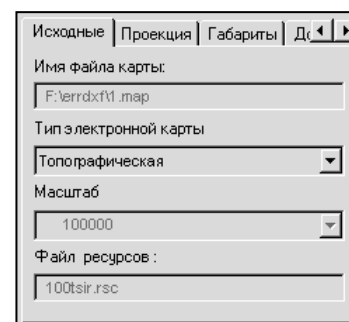 Исходные Проекция Габариты До
Имя файла карты:
F:\errdxf\1.map
Тип электронной карты
Топографическая
Масштаб
100000
Файл ресурсов :
100tsir.rsc